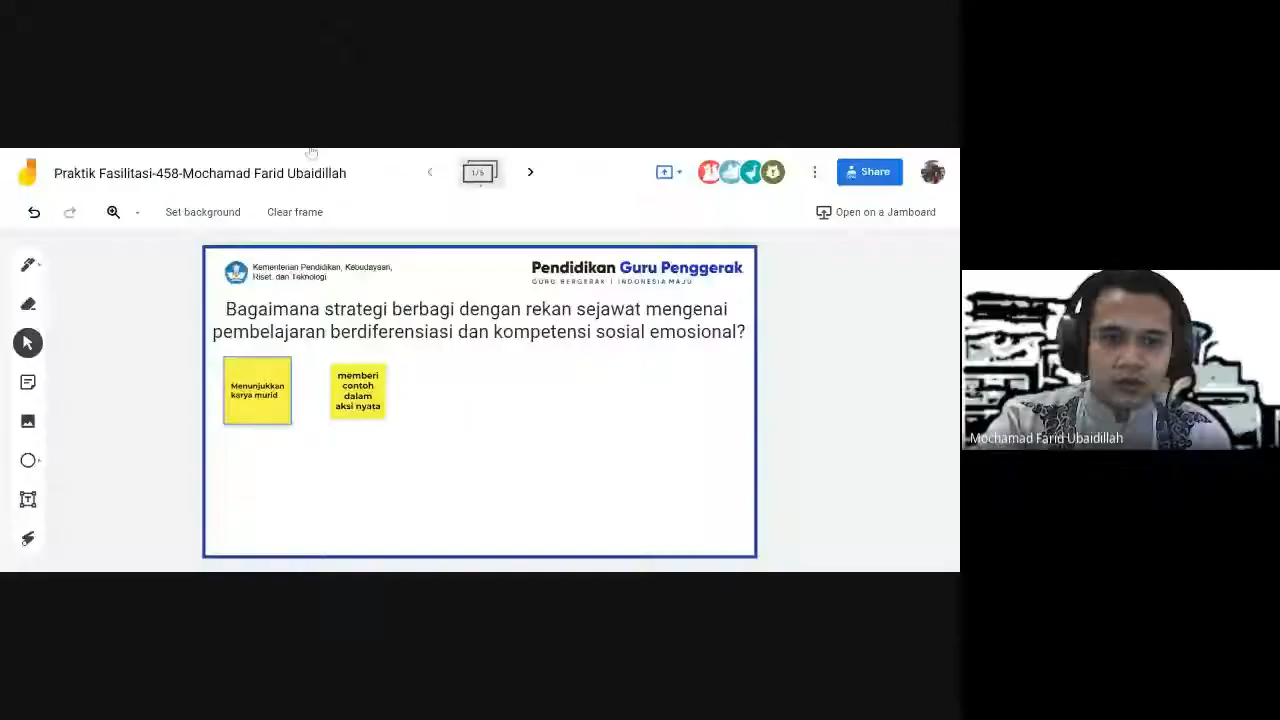 Praktik Fasilitasi-458-Mochamad Farid Ubaidillah
1/5
Share
Set background
Clear frame
Open on a Jamboard
Kementerian Pendidikan, Kebudayaan,
Riset, dan Teknologi
Pendidikan Guru Penggerak
GURU BERGERAK | INDONESIA MAJU
Bagaimana strategi berbagi dengan rekan sejawat mengenai
pembelajaran berdiferensiasi dan kompetensi sosial emosional?
Menunjukkan
karya murid
memberi
contoh
dalam
aksi nyata
Mochamad Farid Ubaidillah